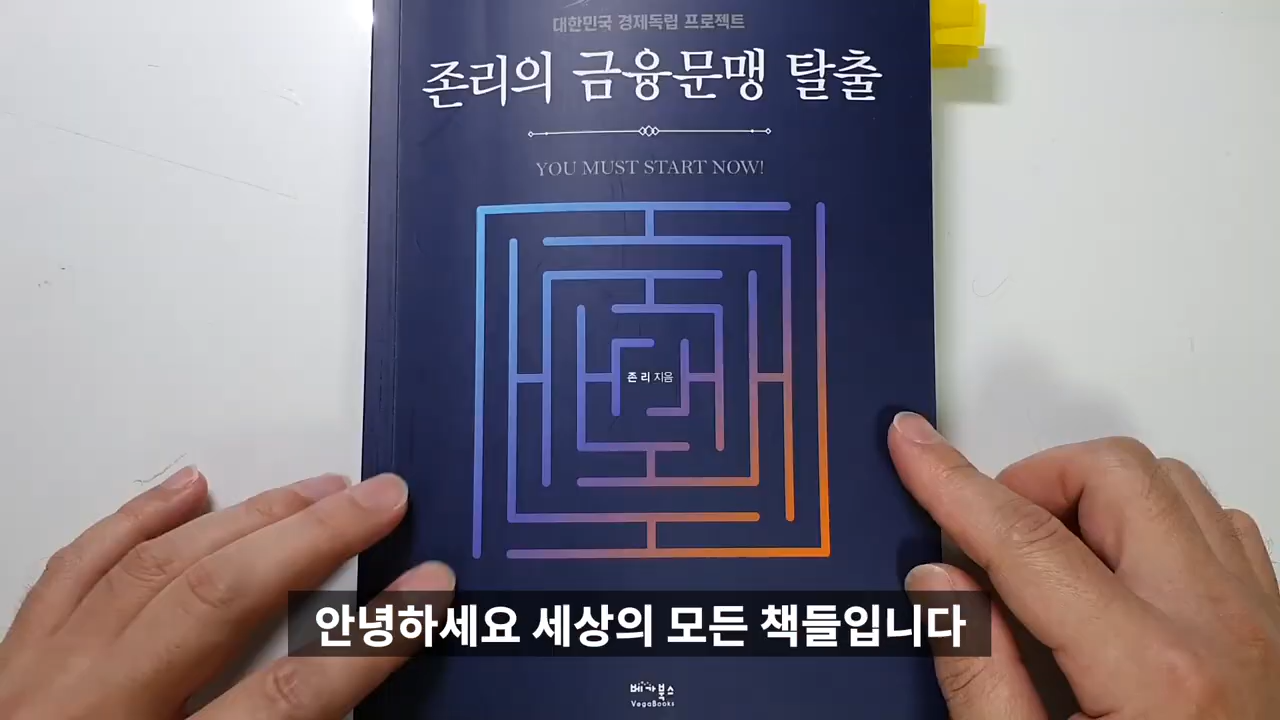 대한민국 경제독립 프로젝트
존리의 금융문맹 탈출
YOU MUST START NOW!
존 리 지음
안녕하세요 세상의 모든 책들입니다
베가북스
VegaBooks